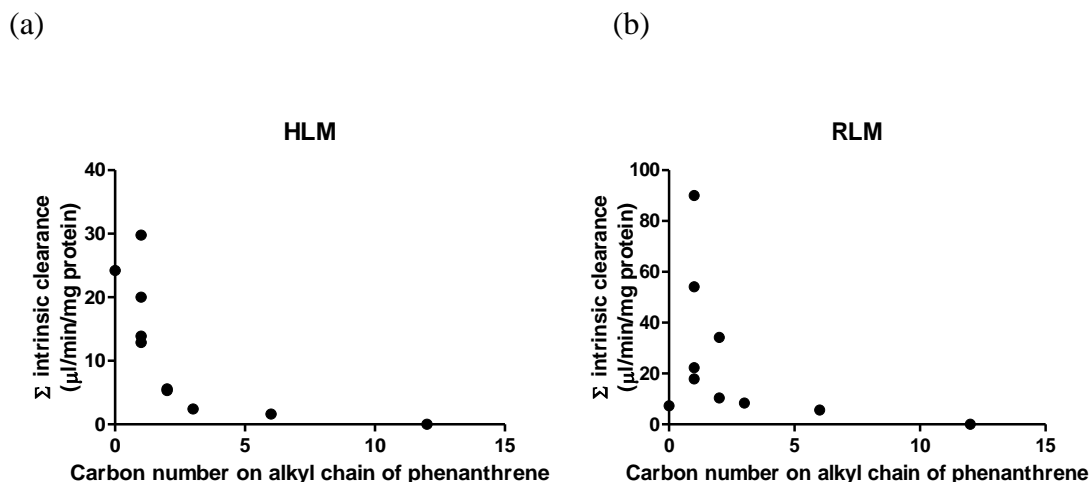 (a)
(b)
HLM
Σ intrinsic clearance
(µl/min/mg protein)
40
30
20
10
0
0
5
10
15
Carbon number on alkyl chain of phenanthrene
RLM
Σ intrinsic clearance
(µl/min/mg protein)
100
80
60
40
20
0
0
5
10
15
Carbon number on alkyl chain of phenanthrene